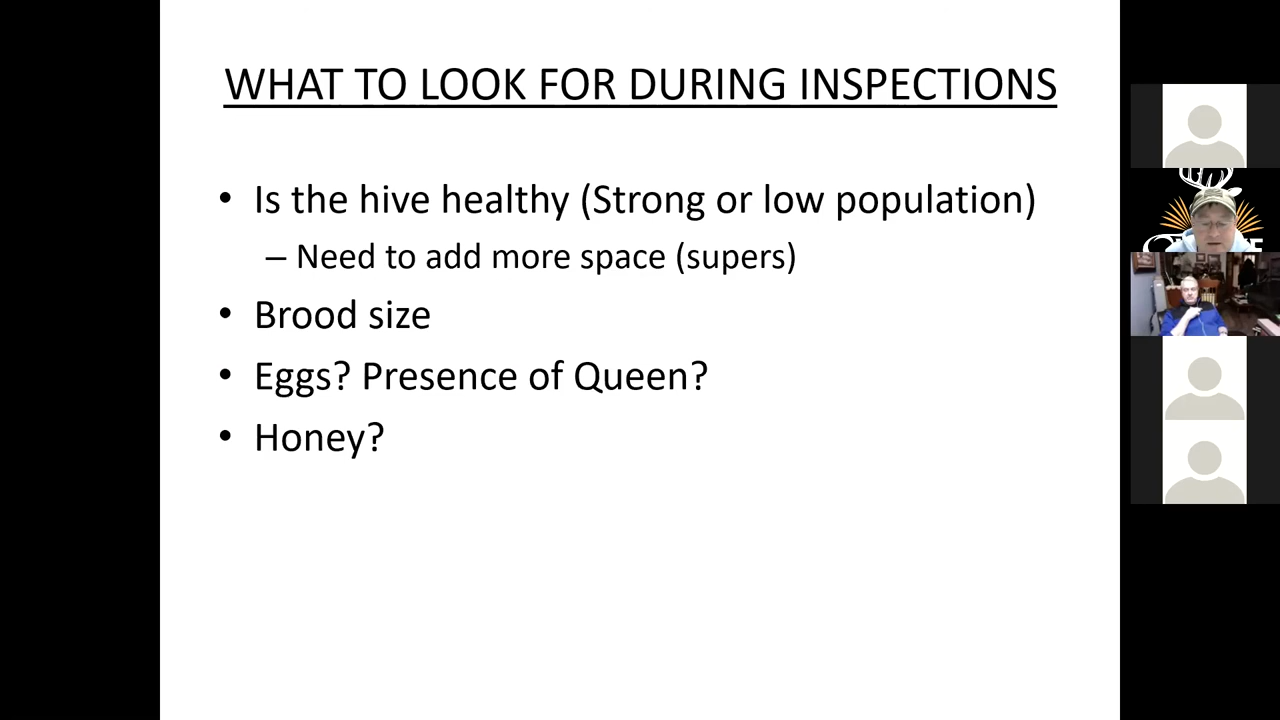 WHAT TO LOOK FOR DURING INSPECTIONS
• Is the hive healthy (Strong or low population)
– Need to add more space (supers)
• Brood size
• Eggs? Presence of Queen?
• Honey?